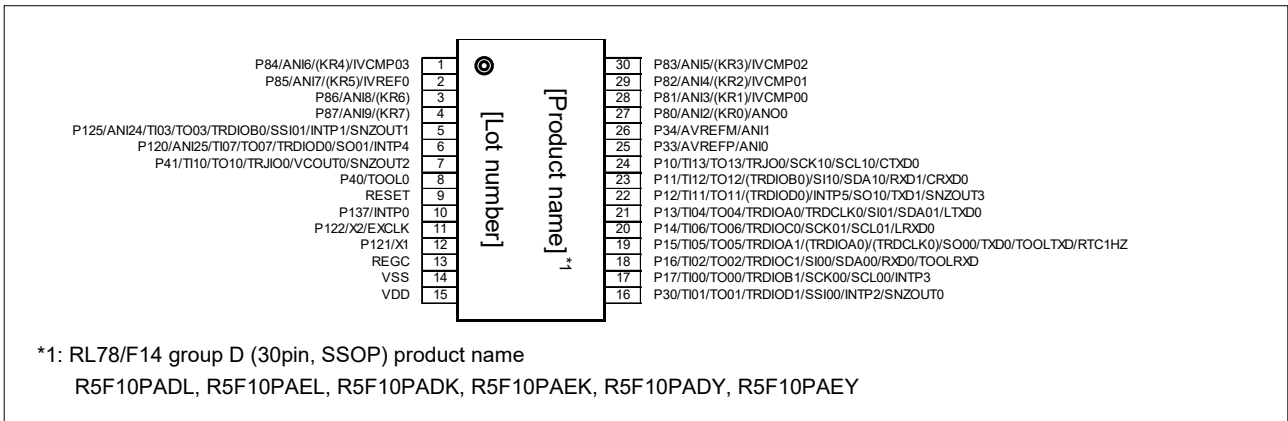 P84/ANI6/(KR4)/IVCMP03 1
P85/ANI7/(KR5)/IVREF0 2
P86/ANI8/(KR6) 3
P87/ANI9/(KR7) 4
P125/ANI24/TI03/TO03/TRDIOB0/SSI01/INTP1/SNZOUT1 5
P120/ANI25/TI07/TO07/TRDIOD0/SO01/INTP4 6
P41/TI10/TO10/TRJIO0/VCOUT0/SNZOUT2 7
P40/TOOL0 8
RESET 9
P137/INTP0 10
P122/X2/EXCLK 11
P121/X1 12
REGC 13
VSS 14
VDD 15
[Lot number]
[Product name]*1
30 P83/ANI5/(KR3)/IVCMP02
29 P82/ANI4/(KR2)/IVCMP01
28 P81/ANI3/(KR1)/IVCMP00
27 P80/ANI2/(KR0)/ANO0
26 P34/AVREFM/ANI1
25 P33/AVREFP/ANI0
24 P10/TI13/TO13/TRJO0/SCK10/SCL10/CTXD0
23 P11/TI12/TO12/(TRDIOB0)/SI10/SDA10/RXD1/CRXD0
22 P12/TI11/TO11/(TRDIOD0)/INTP5/SO10/TXD1/SNZOUT3
21 P13/TI04/TO04/TRDIOA0/TRDCLK0/SI01/SDA01/LTXD0
20 P14/TI06/TO06/TRDIOC0/SCK01/SCL01/LRXD0
19 P15/TI05/TO05/TRDIOA1/(TRDIOA0)/(TRDCLK0)/SO00/TXD0/TOOLTXD/RTC1HZ
18 P16/TI02/TO02/TRDIOC1/SI00/SDA00/RXD0/TOOLRXD
17 P17/TI00/TO00/TRDIOB1/SCK00/SCL00/INTP3
16 P30/TI01/TO01/TRDIOD1/SSI00/INTP2/SNZOUT0
*1: RL78/F14 group D (30pin, SSOP) product name
R5F10PADL, R5F10PAEL, R5F10PADK, R5F10PAEK, R5F10PADY, R5F10PAEY